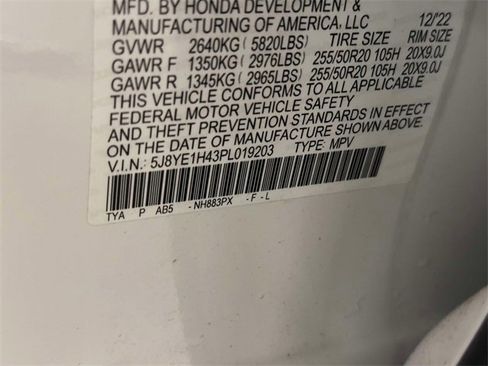 MFD. BY HONDA DEVELOPMENT &
MANUFACTURING OF AMERICA, LLC 12/22
GVWR 2640KG (5820LBS) TIRE SIZE RIM SIZE
GAWR F 1350KG (2976LBS) 255/50R20 105H 20X9.0J
GAWR R 1345KG (2965LBS) 255/50R20 105H 20X9.0J
THIS VEHICLE CONFORMS TO ALL APPLICABLE
FEDERAL MOTOR VEHICLE SAFETY
AND THEFT PREVENTION STANDARDS IN EFFECT
ON THE DATE OF MANUFACTURE SHOWN ABOVE.
V.I.N.: 5J8YE1H43PL019203 TYPE: MPV
TYA P AB5 -NH883PX -F-L